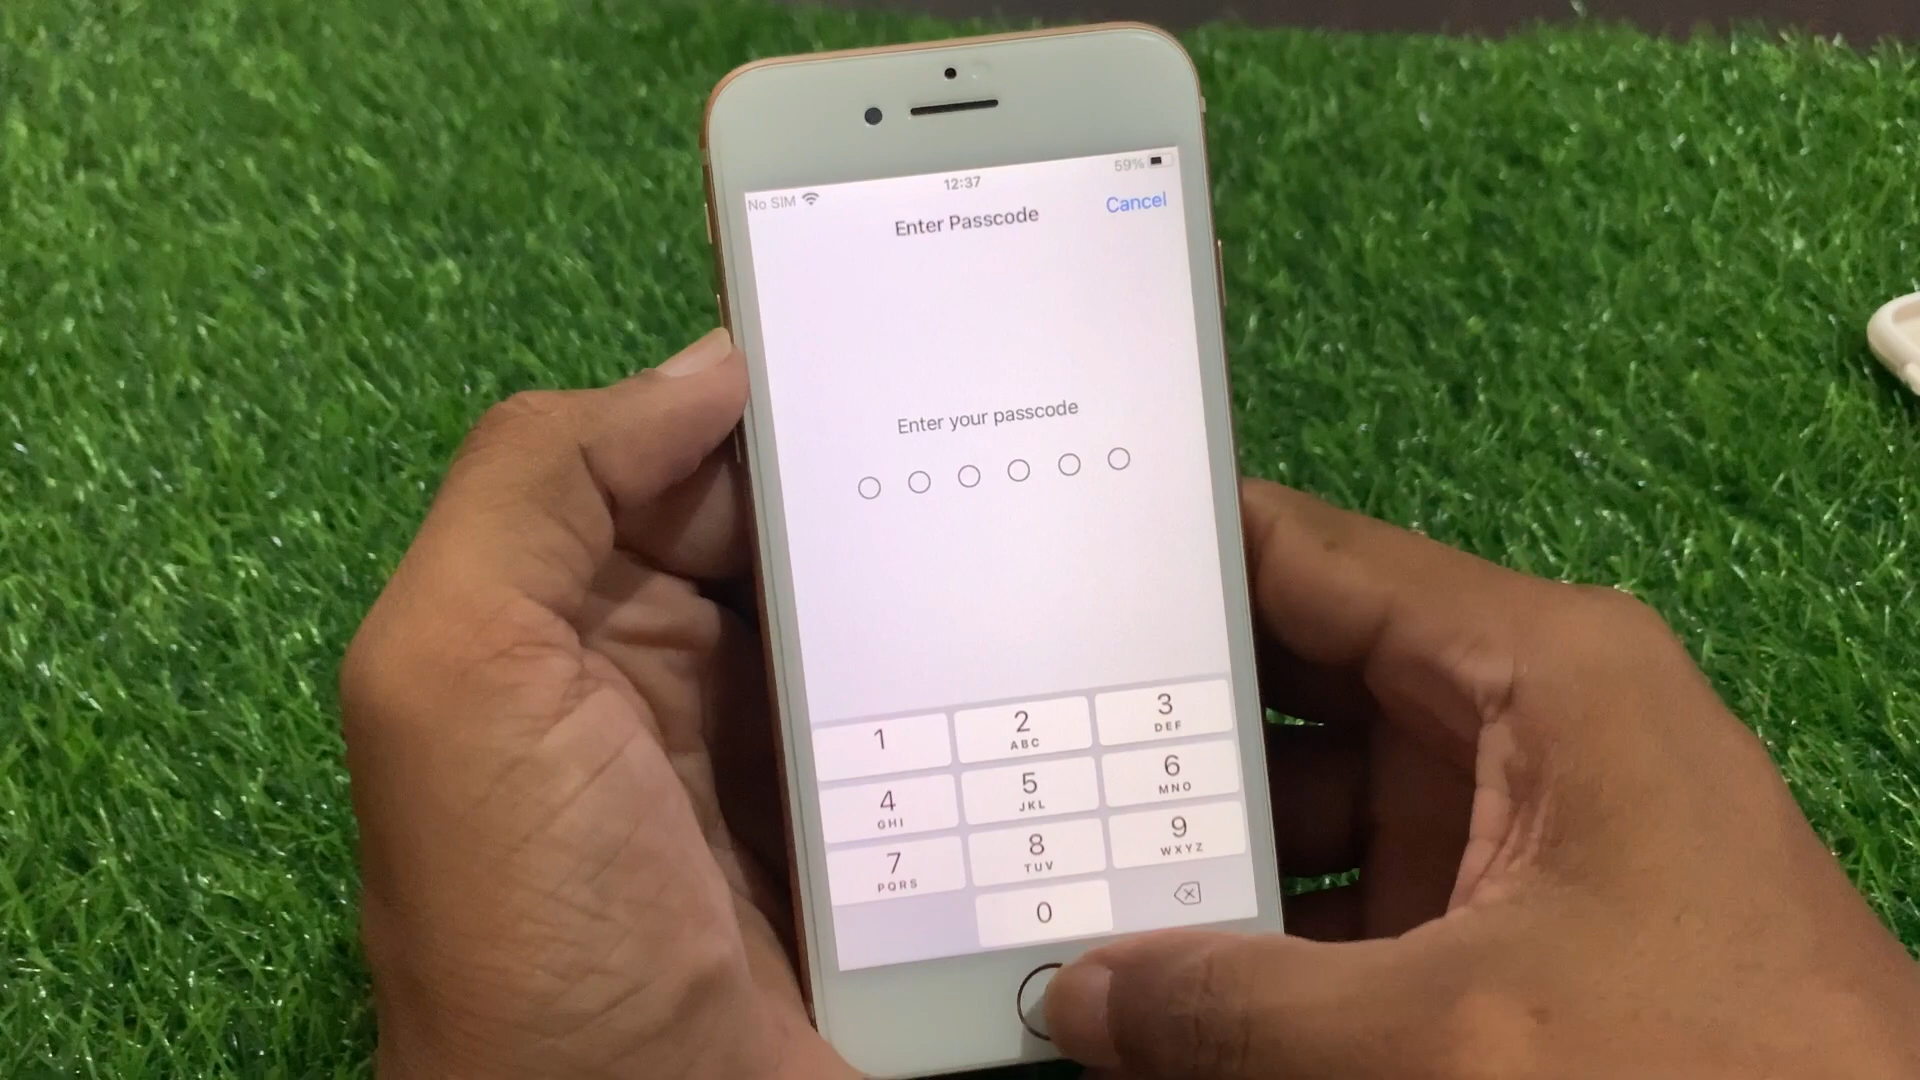 No SIM 12:37 59%
Enter Passcode Cancel
Enter your passcode
1 2 3
ABC DEF
4 5 6
GHI JKL MNO
7 8 9
PQRS TUV WXYZ
0